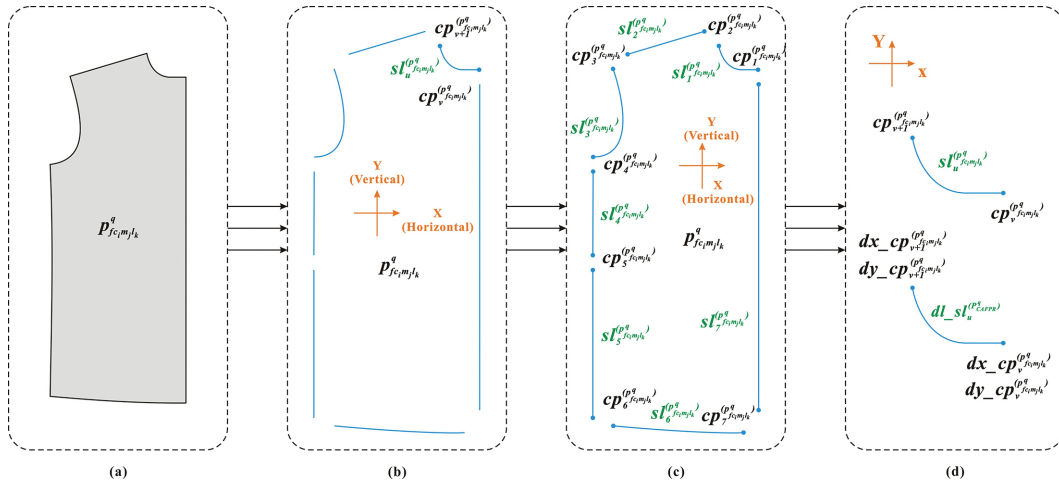 p^q_{fc_i m_j l_k}
(a)
cp_{v+1}^{(p^q_{fc_i m_j l_k})}
sl_u^{(p^q_{fc_i m_j l_k})}
cp_v^{(p^q_{fc_i m_j l_k})}
Y
(Vertical)
X
(Horizontal)
p^q_{fc_i m_j l_k}
(b)
sl_2^{(p^q_{fc_i m_j l_k})}
cp_2^{(p^q_{fc_i m_j l_k})}
cp_3^{(p^q_{fc_i m_j l_k})}
cp_1^{(p^q_{fc_i m_j l_k})}
sl_1^{(p^q_{fc_i m_j l_k})}
sl_3^{(p^q_{fc_i m_j l_k})}
Y
(Vertical)
cp_4^{(p^q_{fc_i m_j l_k})}
X
(Horizontal)
sl_4^{(p^q_{fc_i m_j l_k})}
p^q_{fc_i m_j l_k}
cp_5^{(p^q_{fc_i m_j l_k})}
sl_5^{(p^q_{fc_i m_j l_k})}
sl_7^{(p^q_{fc_i m_j l_k})}
cp_6^{(p^q_{fc_i m_j l_k})}
sl_6^{(p^q_{fc_i m_j l_k})}
cp_7^{(p^q_{fc_i m_j l_k})}
(c)
Y
x
cp_{v+1}^{(p^q_{fc_i m_j l_k})}
sl_u^{(p^q_{fc_i m_j l_k})}
cp_v^{(p^q_{fc_i m_j l_k})}
dx_cp_{v+1}^{(p^q_{fc_i m_j l_k})}
dy_cp_{v+1}^{(p^q_{fc_i m_j l_k})}
dl_sl_u^{(p^q_{CAFPR})}
dx_cp_v^{(p^q_{fc_i m_j l_k})}
dy_cp_v^{(p^q_{fc_i m_j l_k})}
(d)